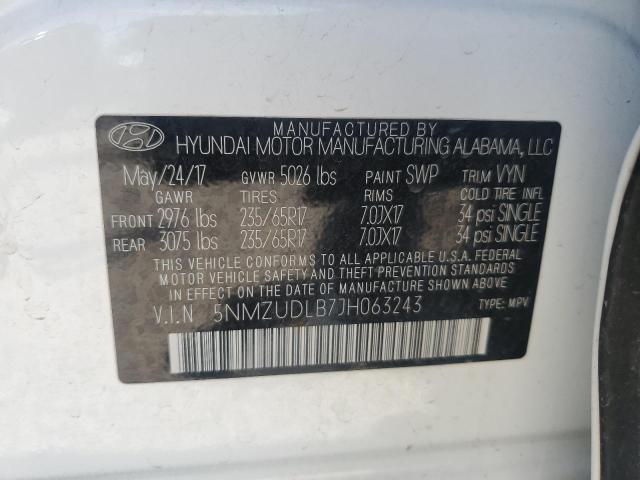 MANUFACTURED BY
HYUNDAI MOTOR MANUFACTURING ALABAMA, LLC
May/24/17 GVWR 5026 lbs PAINT SWP TRIM VYN
GAWR TIRES RIMS COLD TIRE INFL
FRONT 2976 lbs 235/65R17 7.0JX17 34 psi SINGLE
REAR 3075 lbs 235/65R17 7.0JX17 34 psi SINGLE
THIS VEHICLE CONFORMS TO ALL APPLICABLE U.S.A. FEDERAL
MOTOR VEHICLE SAFETY AND THEFT PREVENTION STANDARDS
IN EFFECT ON THE DATE OF MANUFACTURE SHOWN ABOVE.
V.I.N 5NMZUDLB7JH063243 TYPE: MPV